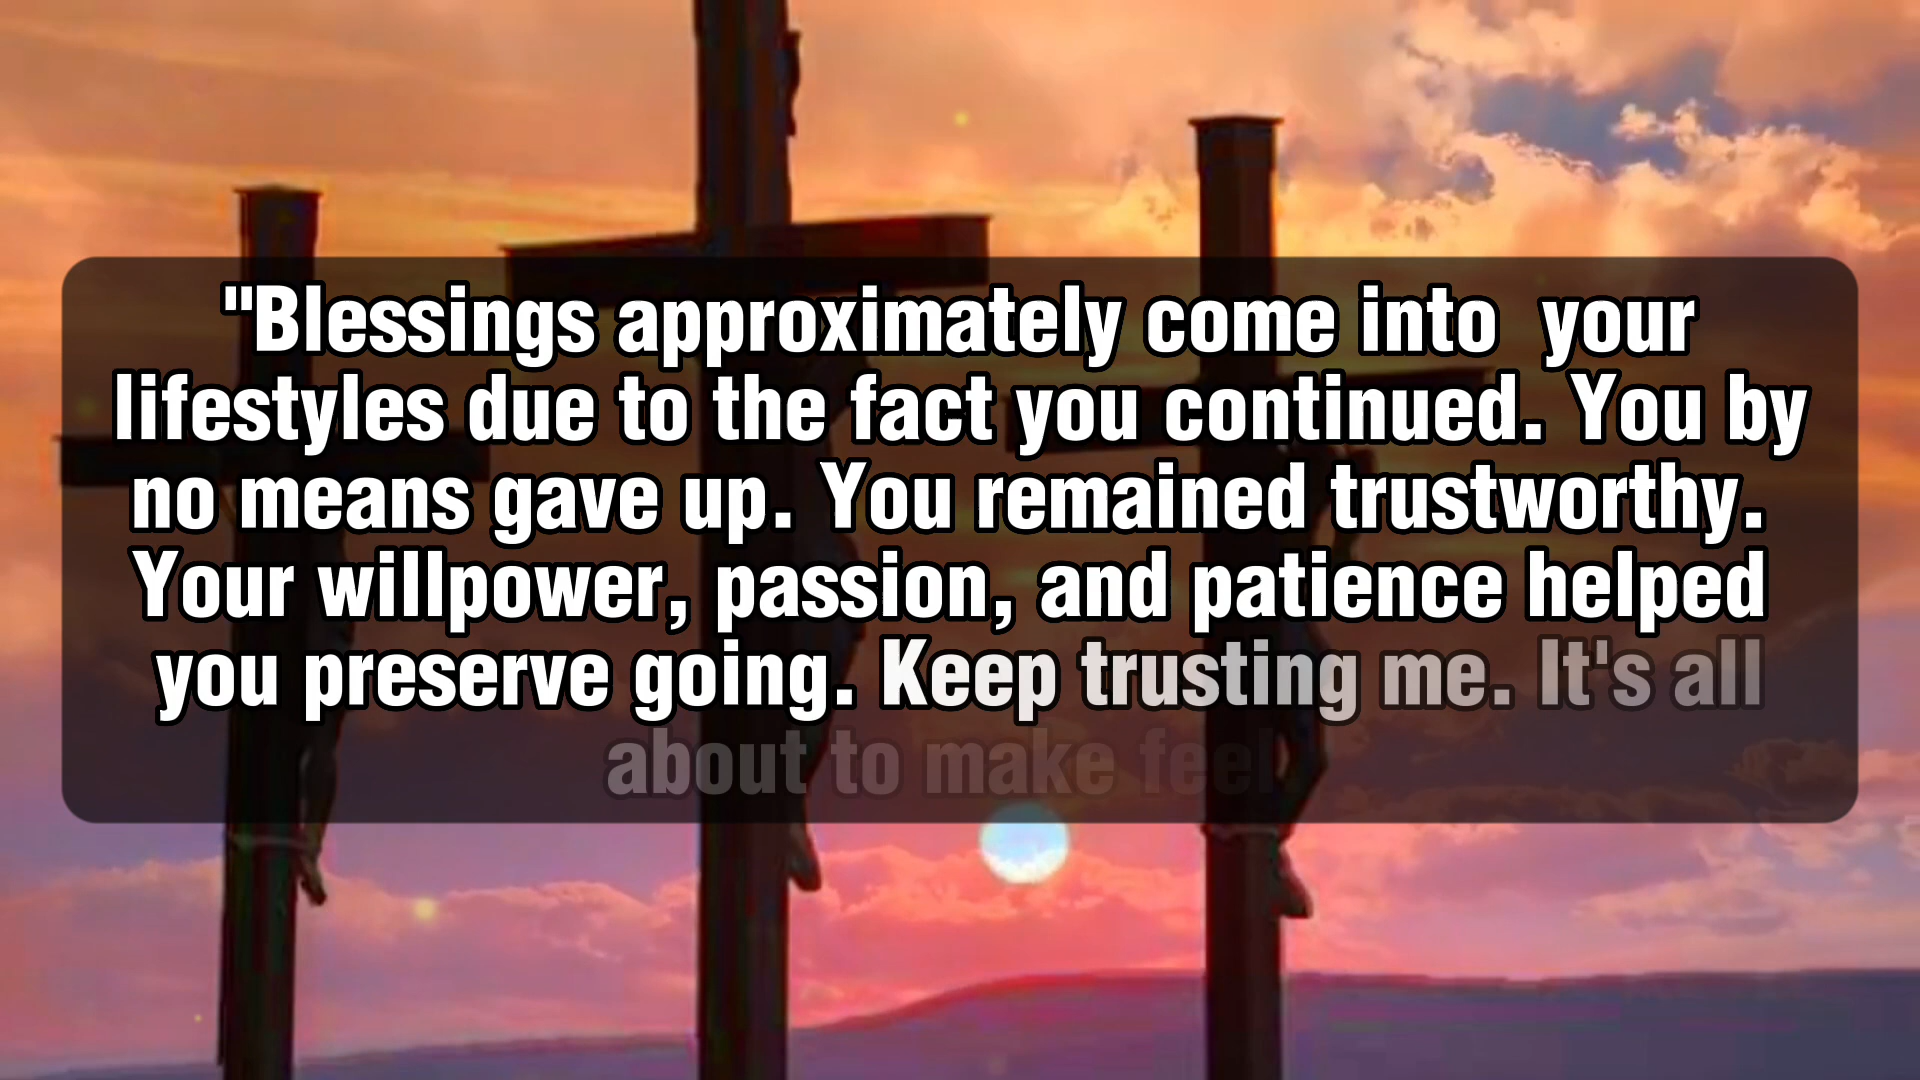 "Blessings approximately come into  your
lifestyles due to the fact you continued. You by
no means gave up. You remained trustworthy.
Your willpower, passion, and patience helped
you preserve going. Keep trusting me. It's all
about to make feel.